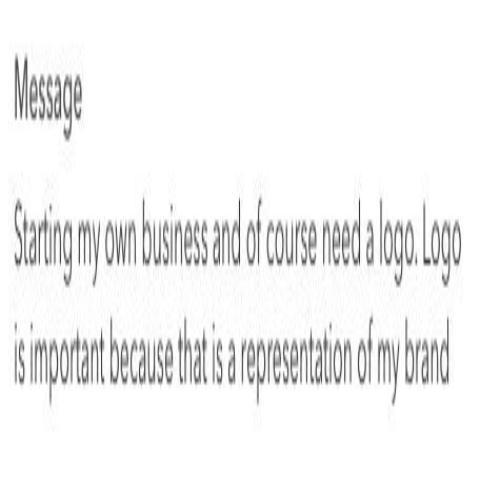 Message
Starting my own business and of course need a logo. Logo
is important because that is a representation of my brand